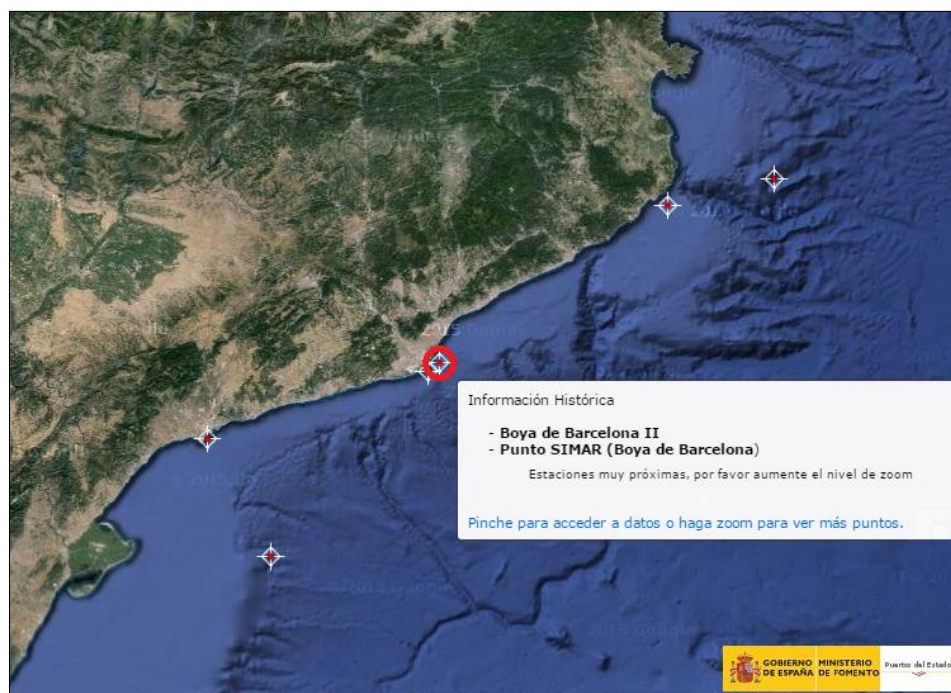 Información Histórica
- Boya de Barcelona II
- Punto SIMAR (Boya de Barcelona)
Estaciones muy próximas, por favor aumente el nivel de zoom
Pinche para acceder a datos o haga zoom para ver más puntos.
GOBIERNO DE ESPAÑA
MINISTERIO DE FOMENTO
Puertos del Estado